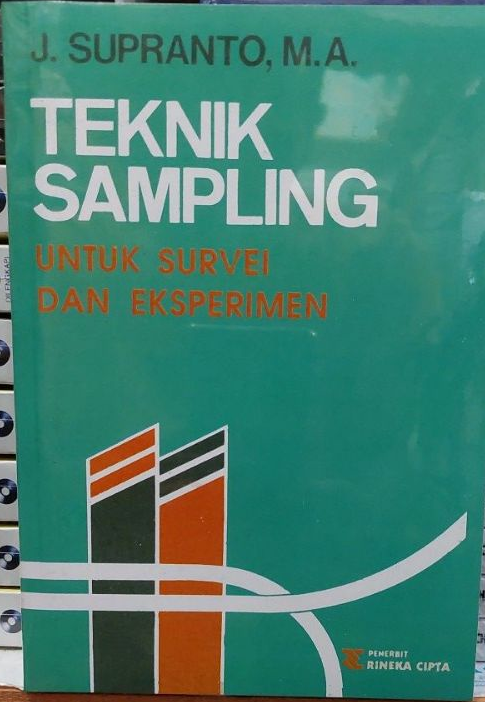 J. SUPRANTO, M.A.
TEKNIK
SAMPLING
UNTUK SURVEI
DAN EKSPERIMEN
PENERBIT
RINEKA CIPTA